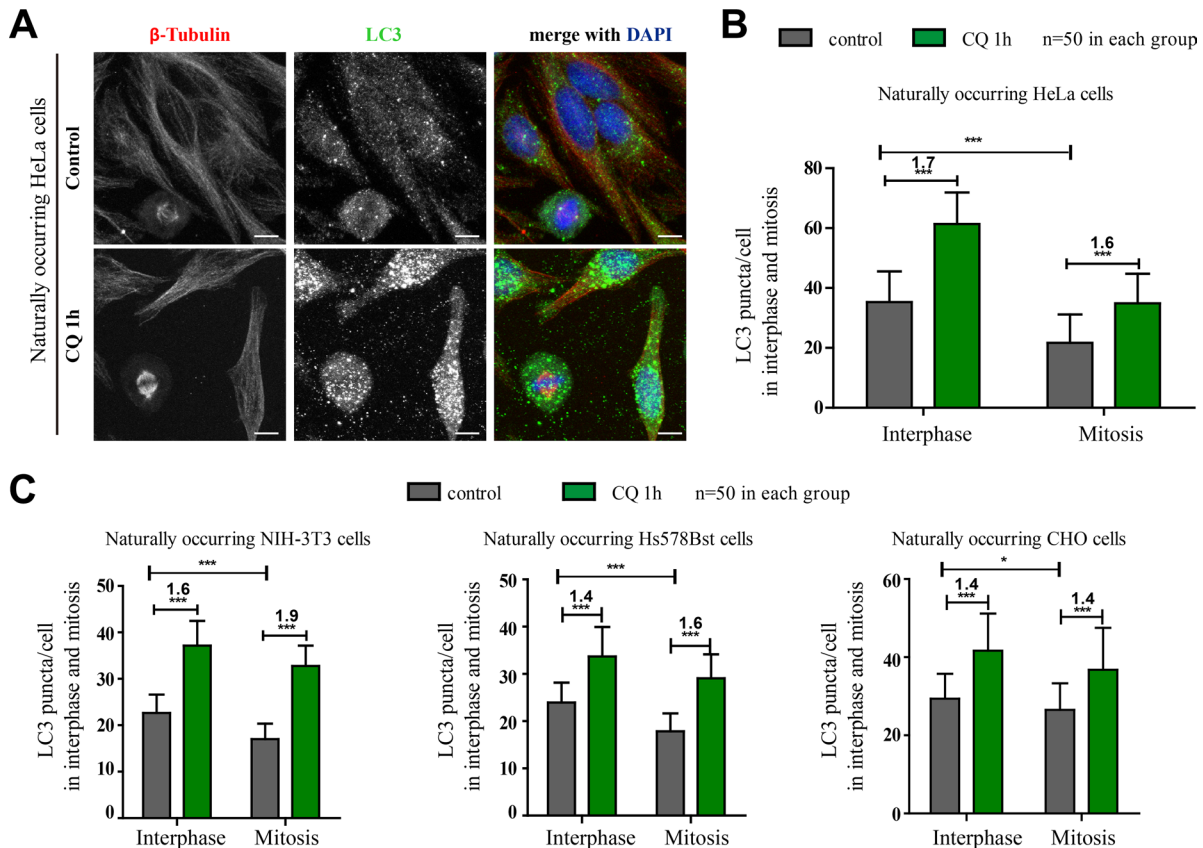 A
β-Tubulin
LC3
merge with DAPI
Naturally occurring HeLa cells
Control
CQ 1h
B
control
CQ 1h
n=50 in each group
Naturally occurring HeLa cells
LC3 puncta/cell
in interphase and mitosis
80
60
40
20
0
***
1.7
***
1.6
***
Interphase
Mitosis
C
control
CQ 1h
n=50 in each group
Naturally occurring NIH-3T3 cells
LC3 puncta/cell
in interphase and mitosis
50
40
30
20
10
0
***
1.6
***
1.9
***
Interphase
Mitosis
Naturally occurring Hs578Bst cells
LC3 puncta/cell
in interphase and mitosis
50
40
30
20
10
0
***
1.4
***
1.6
***
Interphase
Mitosis
Naturally occurring CHO cells
LC3 puncta/cell
in interphase and mitosis
60
40
20
0
*
1.4
***
1.4
***
Interphase
Mitosis